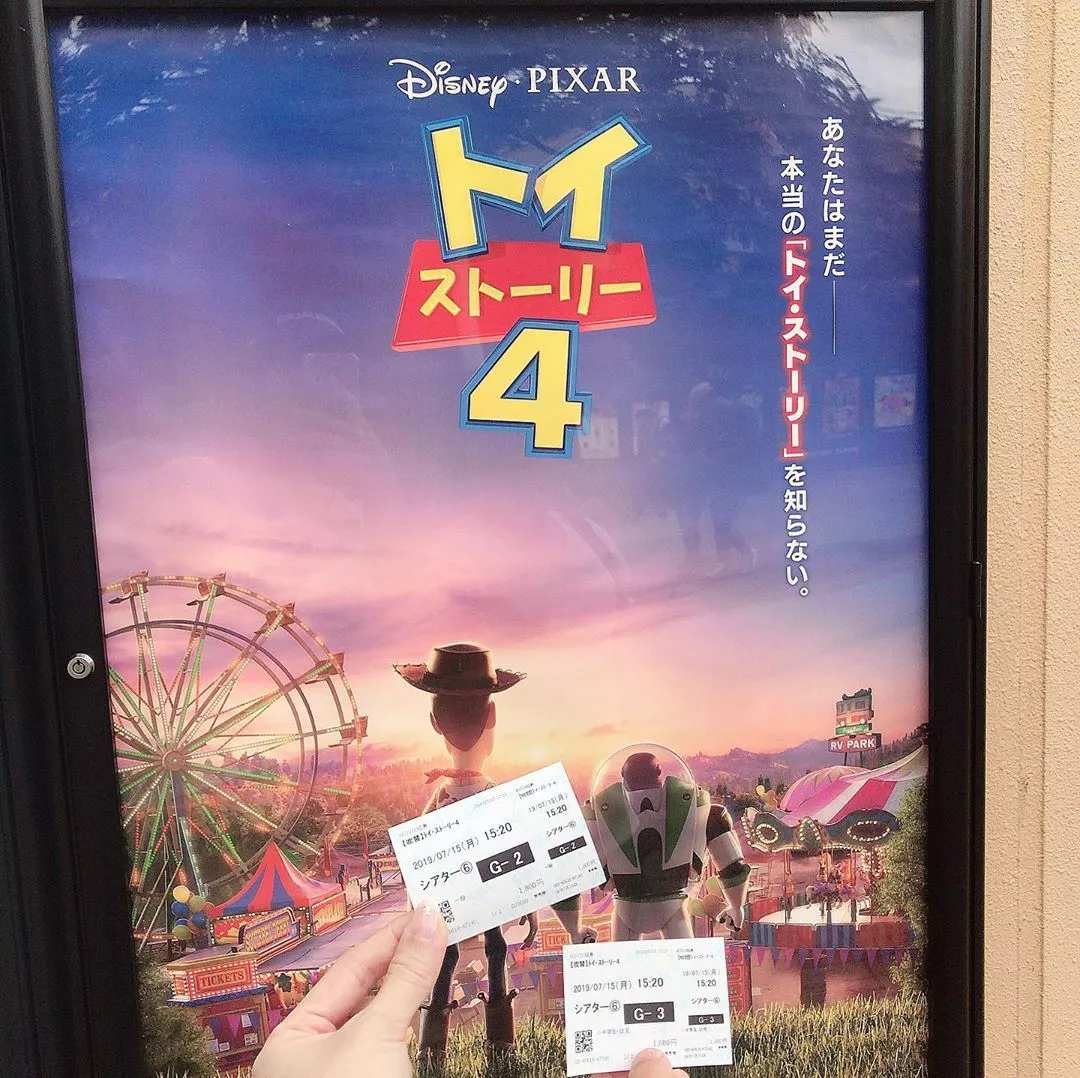 Disney・PIXAR
トイ
ストーリー
4
あなたはまだ――
本当の「トイ・ストーリー」を知らない。
RV PARK
TICKETS
TICK
【吹替】トイ・ストーリー4
2019/07/15(月) 15:20
シアター⑥ G-2
一般
1,800円
19/07/15(月)
15:20
シアター⑥
G-2
【吹替】トイ・ストーリー4
2019/07/15(月) 15:20
シアター⑥ G-3
1,000円
19/07/15(月)
15:20
シアター⑥
G-3